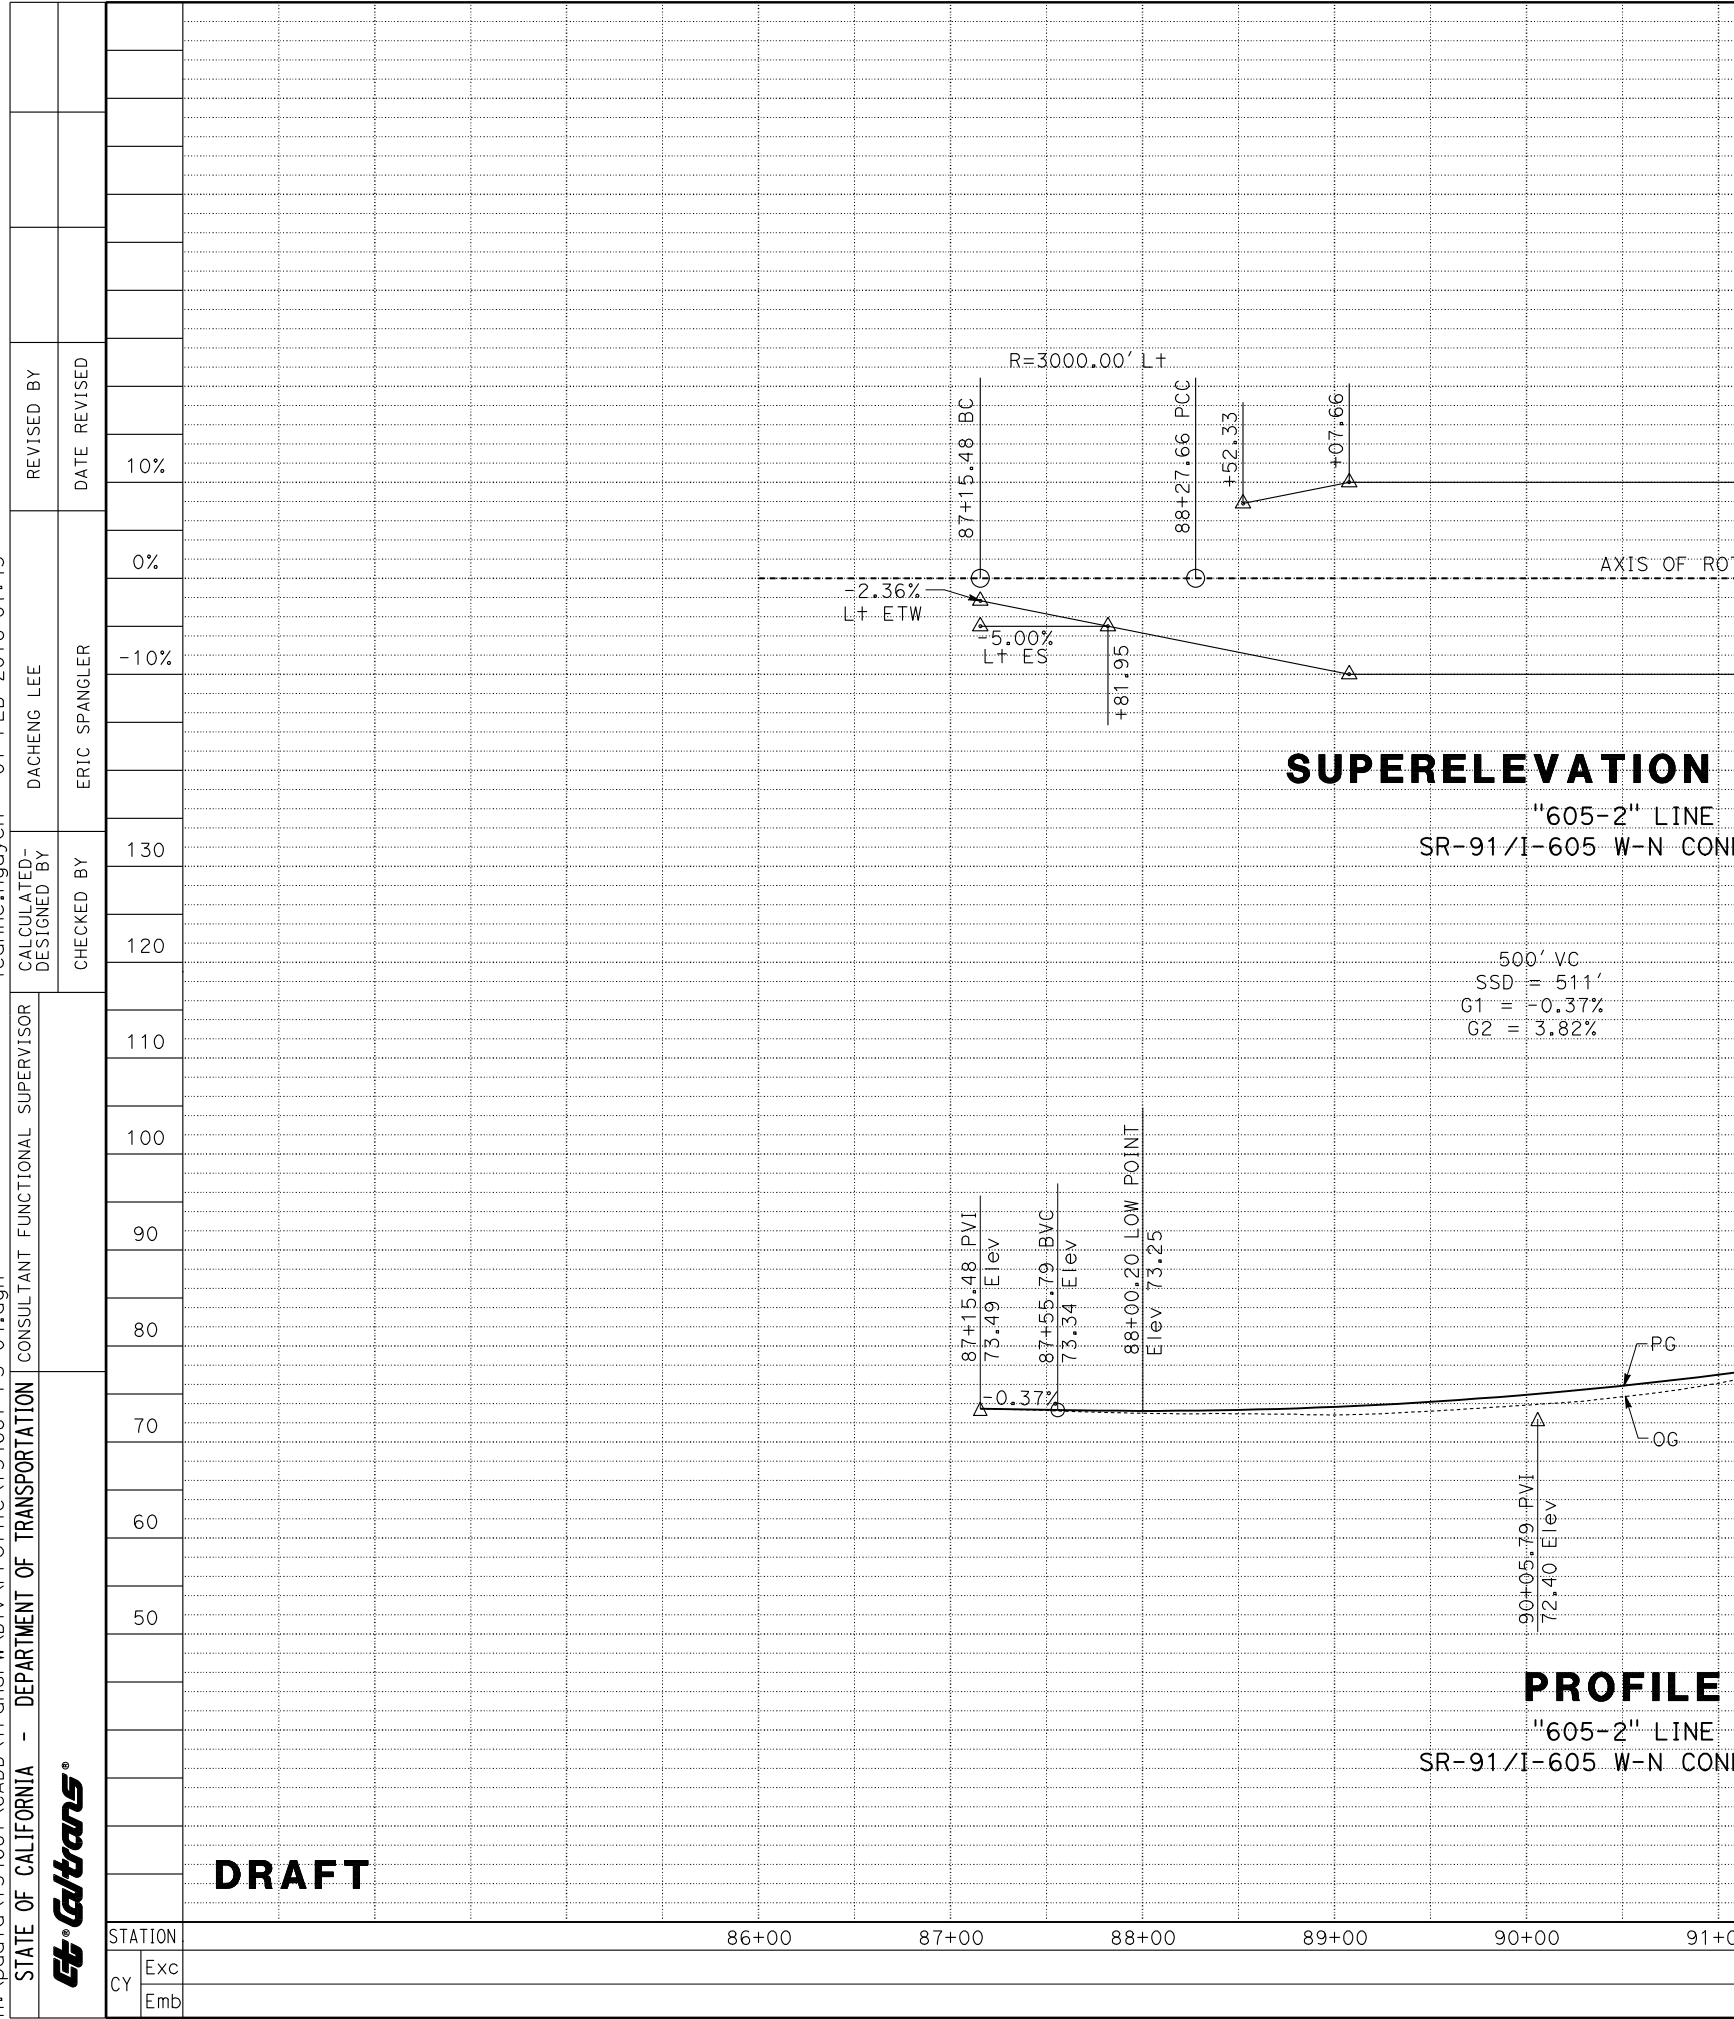 REVISED BY
DATE REVISED
DACHENG LEE
ERIC SPANGLER
CALCULATED-
DESIGNED BY
CHECKED BY
CONSULTANT FUNCTIONAL SUPERVISOR
STATE OF CALIFORNIA - DEPARTMENT OF TRANSPORTATION
Ct® Caltrans®
10%
0%
-10%
130
120
110
100
90
80
70
60
50
R=3000.00' Lt
87+15.48 BC
88+27.66 PCC
+52.33
+07.66
AXIS OF
-2.36%
Lt ETW
-5.00%
Lt ES
+81.95
SUPERELEVATION
"605-2" LINE
SR-91/I-605 W-N
500' VC
SSD = 511'
G1 = -0.37%
G2 = 3.82%
87+15.48 PVI
73.49 Elev
87+55.79 BVC
73.34 Elev
88+00.20 LOW POINT
Elev 73.25
-0.37%
PG
OG
90+05.79 PVI
72.40 Elev
PROFILE
"605-2" LINE
SR-91/I-605 W-N
DRAFT
STATION
86+00
87+00
88+00
89+00
90+00
CY
Exc
Emb